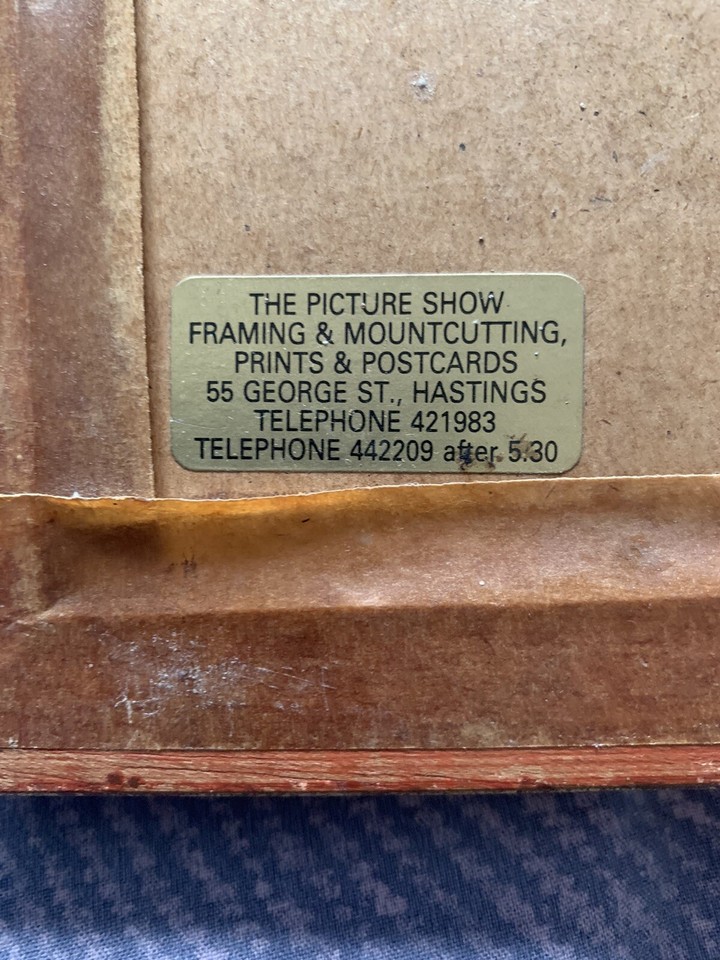 THE PICTURE SHOW
FRAMING & MOUNTCUTTING,
PRINTS & POSTCARDS
55 GEORGE ST., HASTINGS
TELEPHONE 421983
TELEPHONE 442209 after 5.30